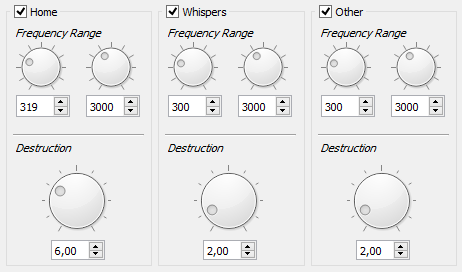 Home
Frequency Range
319 3000
Destruction
6,00
Whispers
Frequency Range
300 3000
Destruction
2,00
Other
Frequency Range
300 3000
Destruction
2,00